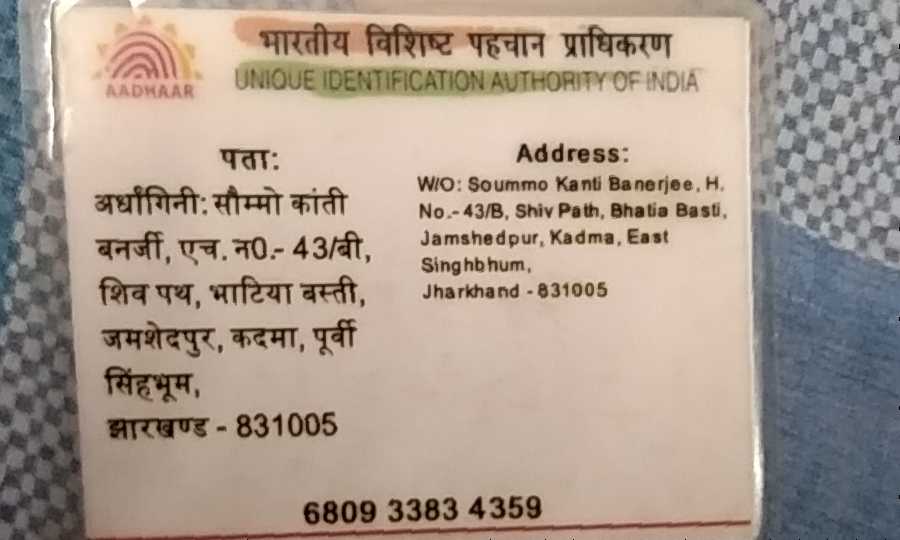 भारतीय विशिष्ट पहचान प्राधिकरण
UNIQUE IDENTIFICATION AUTHORITY OF INDIA
AADHAAR
पता:
अर्धांगिनी: सौम्मो कांती
बनर्जी, एच. न0.- 43/बी,
शिव पथ, भाटिया बस्ती,
जमशेदपुर, कदमा, पूर्वी
सिंहभूम,
झारखण्ड - 831005
Address:
W/O: Soummo Kanti Banerjee, H.
No.- 43/B, Shiv Path, Bhatia Basti,
Jamshedpur, Kadma, East
Singhbhum,
Jharkhand - 831005
6809 3383 4359